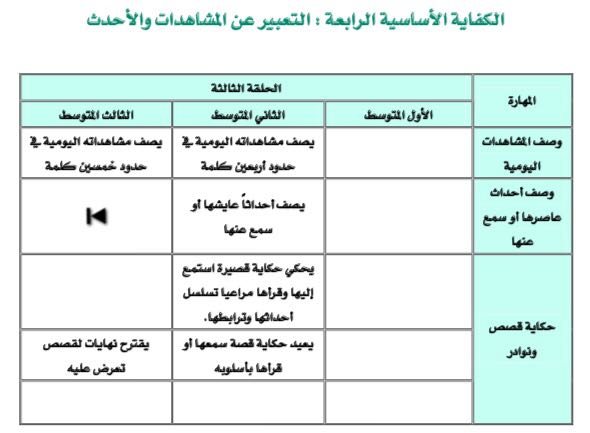 الكفاية الأساسية الرابعة : التعبير عن المشاهدات والأحدث
المهارة
الحلقة الثالثة
الأول المتوسط
الثاني المتوسط
الثالث المتوسط
وصف المشاهدات
اليومية
يصف مشاهداته اليومية في
حدود أربعين كلمة
يصف مشاهداته اليومية في
حدود خمسين كلمة
وصف أحداث
عاصرها أو سمع
عنها
يصف أحداثاً عايشها أو
سمع عنها
حكاية قصص
ونوادر
يحكي حكاية قصيرة استمع
إليها وقرأها مراعيا تسلسل
أحداثها وترابطها.
يعيد حكاية قصة سمعها أو
قرأها بأسلوبه
يقترح نهايات لقصص
تعرض عليه